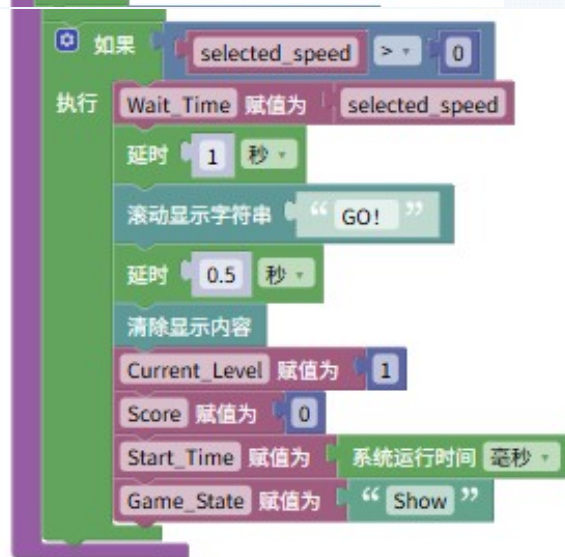 如果 selected_speed > 0
执行 Wait_Time 赋值为 selected_speed
延时 1 秒
滚动显示字符串 “ GO! ”
延时 0.5 秒
清除显示内容
Current_Level 赋值为 1
Score 赋值为 0
Start_Time 赋值为 系统运行时间 毫秒
Game_State 赋值为 “ Show ”